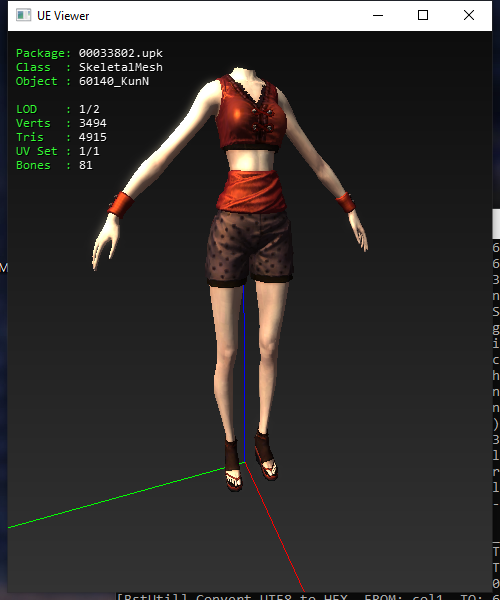 UE Viewer
Package: 00033802.upk
Class : SkeletalMesh
Object : 60140_KunN
LOD : 1/2
Verts : 3494
Tris : 4915
UV Set : 1/1
Bones : 81
M
6
6
3
n
S
g
i
c
h
n
n
)
3
l
r
l
-
T
T
0
[RstUtil] Convert UTF8 to HEX. FROM: col1, TO: 6